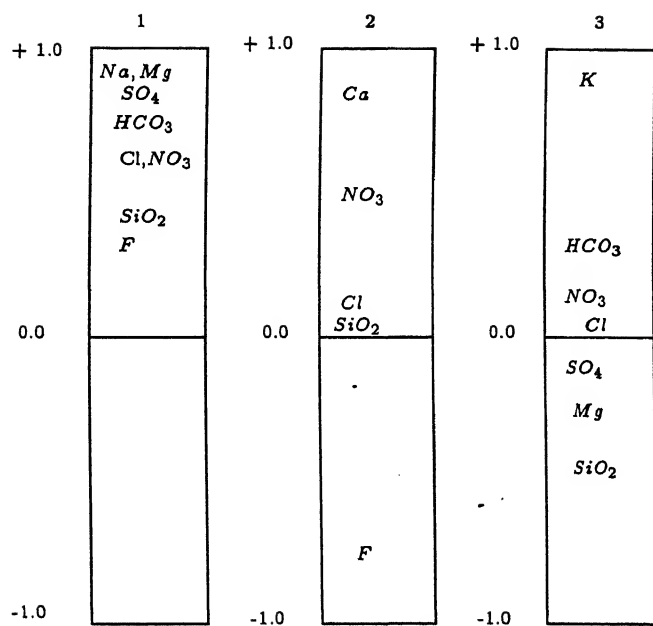 1 2 3
+ 1.0 + 1.0 + 1.0
Na, Mg
SO₄
HCO₃
Cl,NO₃
SiO₂
F
0.0
-1.0
Ca
NO₃
Cl
SiO₂
0.0
F
-1.0
K
HCO₃
NO₃
Cl
0.0
SO₄
Mg
SiO₂
-1.0